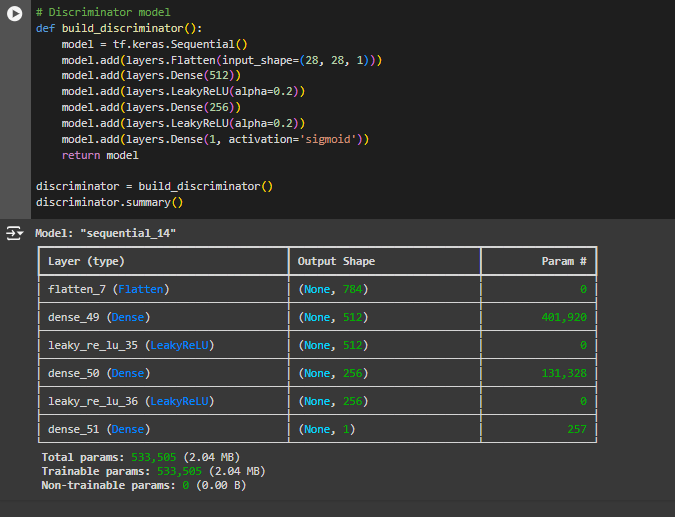 # Discriminator model
def build_discriminator():
    model = tf.keras.Sequential()
    model.add(layers.Flatten(input_shape=(28, 28, 1)))
    model.add(layers.Dense(512))
    model.add(layers.LeakyReLU(alpha=0.2))
    model.add(layers.Dense(256))
    model.add(layers.LeakyReLU(alpha=0.2))
    model.add(layers.Dense(1, activation='sigmoid'))
    return model

discriminator = build_discriminator()
discriminator.summary()
Model: "sequential_14"
Layer (type) Output Shape Param #
flatten_7 (Flatten) (None, 784) 0
dense_49 (Dense) (None, 512) 401,920
leaky_re_lu_35 (LeakyReLU) (None, 512) 0
dense_50 (Dense) (None, 256) 131,328
leaky_re_lu_36 (LeakyReLU) (None, 256) 0
dense_51 (Dense) (None, 1) 257
Total params: 533,505 (2.04 MB)
Trainable params: 533,505 (2.04 MB)
Non-trainable params: 0 (0.00 B)